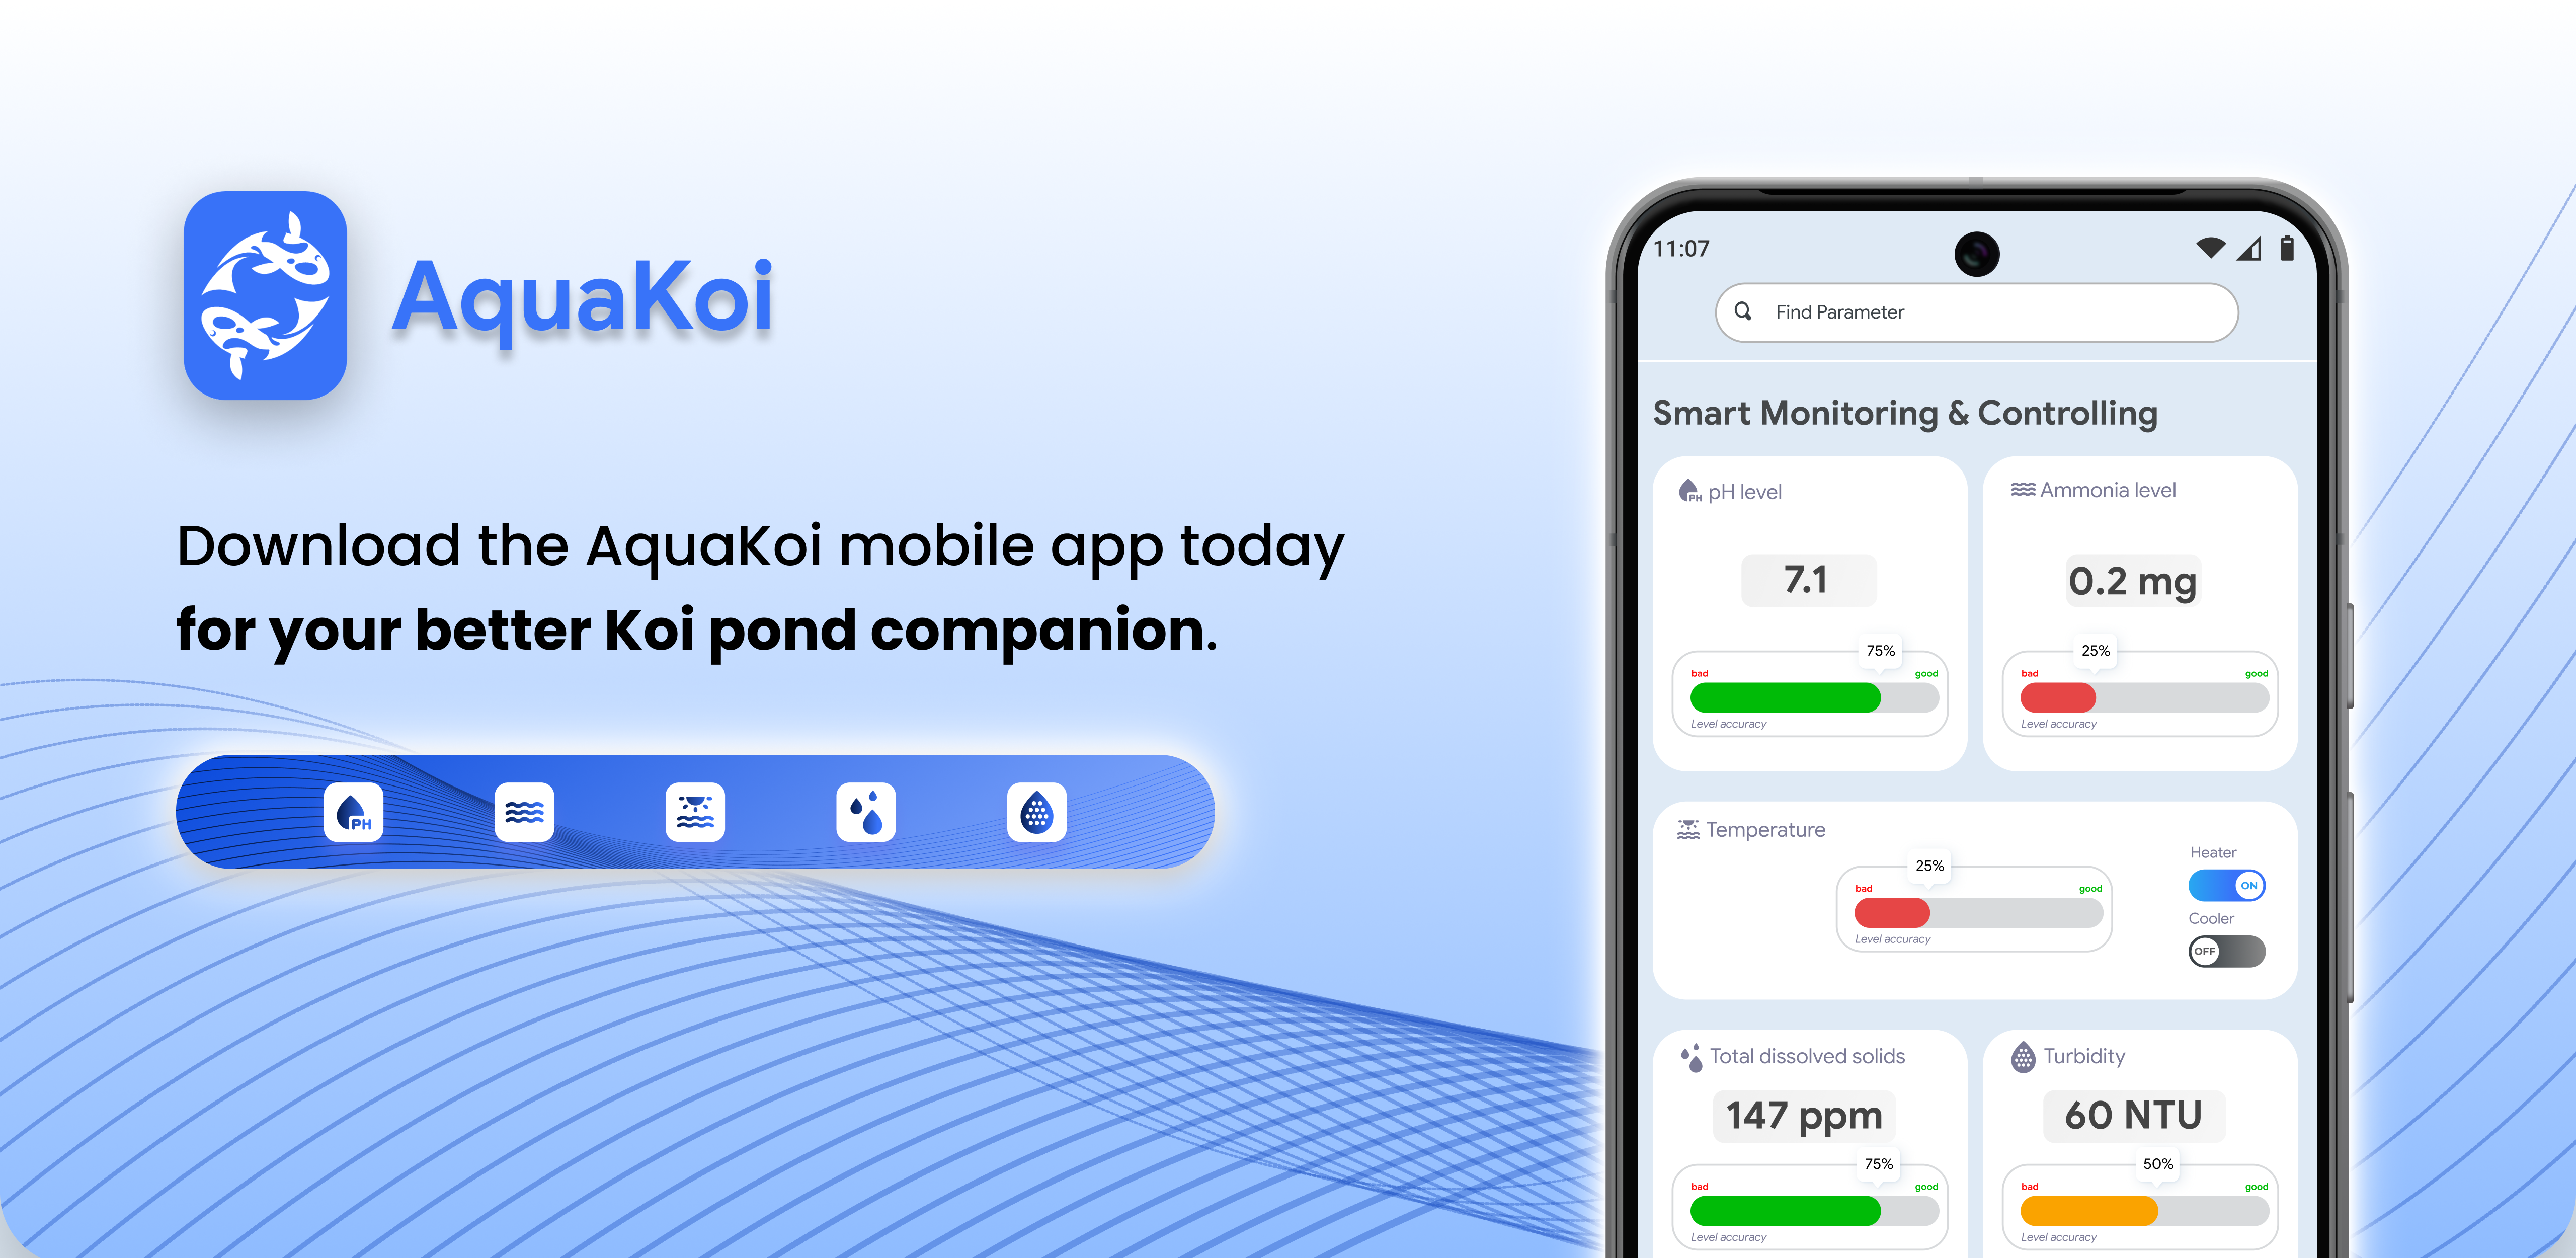 AquaKoi
Download the AquaKoi mobile app today
for your better Koi pond companion.
PH
11:07
Find Parameter
Smart Monitoring & Controlling
PH pH level
7.1
75%
bad good
Level accuracy
Ammonia level
0.2 mg
25%
bad good
Level accuracy
Temperature
25%
bad good
Level accuracy
Heater
ON
Cooler
OFF
Total dissolved solids
147 ppm
75%
bad good
Level accuracy
Turbidity
60 NTU
50%
bad good
Level accuracy